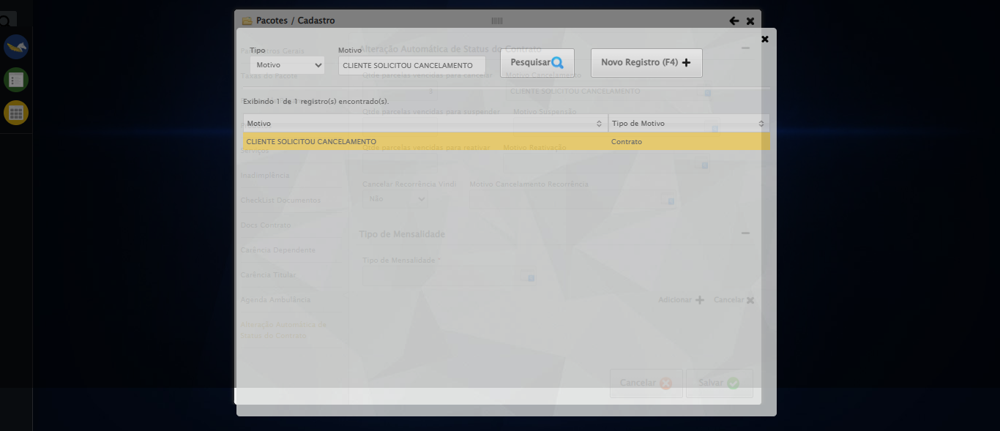 Pacotes / Cadastro
Parâmetros Gerais
Tipo
Motivo
Alteração Automática de Status do Contrato
Motivo
CLIENTE SOLICITOU CANCELAMENTO
Pesquisar
Novo Registro (F4)
Taxas do Pacote
Qtde parcelas vencidas para cancelar
Motivo Cancelamento
CLIENTE SOLICITOU CANCELAMENTO
Exibindo 1 de 1 registro(s) encontrado(s).
Qtde parcelas vencidas para suspender
Motivo Suspensão
Motivo
Tipo de Motivo
CLIENTE SOLICITOU CANCELAMENTO
Contrato
Serviços
Qtde parcelas vencidas para reativar
Motivo Reativação
Inadimplência
Cancelar Recorrência Vindi
Motivo Cancelamento Recorrência
CheckList Documentos
Não
Docs Contrato
Tipo de Mensalidade
Carência Dependente
Tipo de Mensalidade *
Carência Titular
Agenda Ambulância
Adicionar
Cancelar
Alteração Automática de
Status do Contrato
Cancelar
Salvar